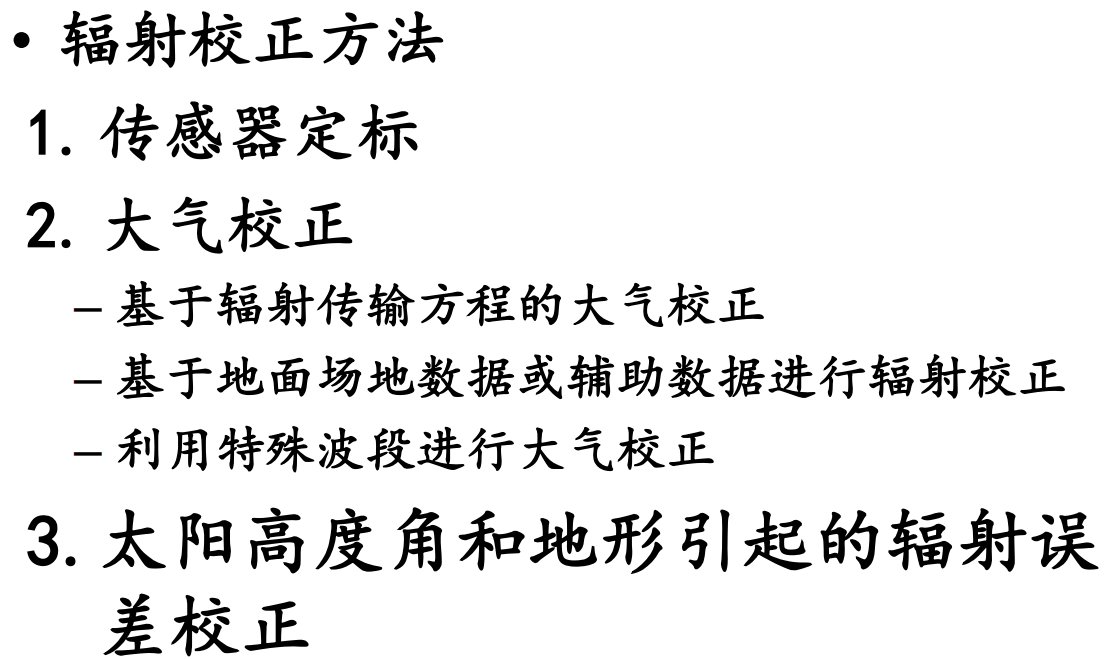 • 辐射校正方法
1. 传感器定标
2. 大气校正
– 基于辐射传输方程的大气校正
– 基于地面场地数据或辅助数据进行辐射校正
– 利用特殊波段进行大气校正
3. 太阳高度角和地形引起的辐射误
差校正